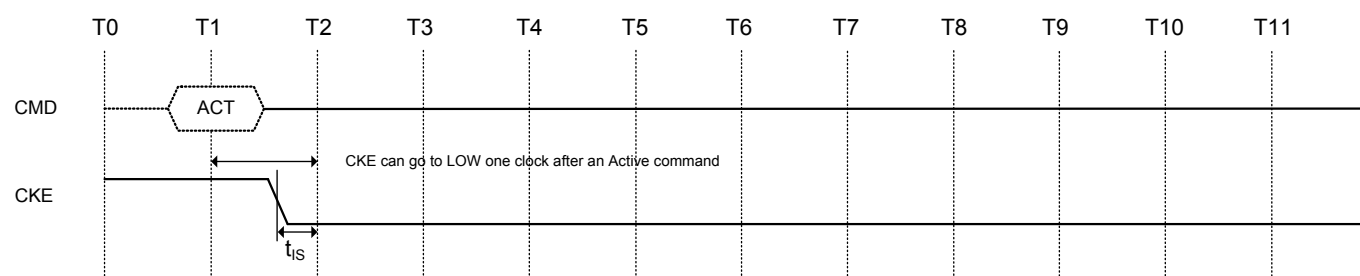 T0 T1 T2 T3 T4 T5 T6 T7 T8 T9 T10 T11
CMD ACT
CKE can go to LOW one clock after an Active command
CKE
tIS